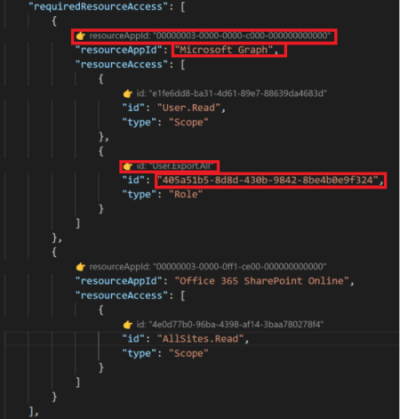 "requiredResourceAccess": [
{
👉 resourceAppId: "00000003-0000-0000-c000-000000000000"
"resourceAppId": "Microsoft Graph",
"resourceAccess": [
{
👉 id: "e1fe6dd8-ba31-4d61-89e7-88639da4683d"
"id": "User.Read",
"type": "Scope"
},
{
👉 id: "User.Export.All"
"id": "405a51b5-8d8d-430b-9842-8be4b0e9f324",
"type": "Role"
}
]
},
{
👉 resourceAppId: "00000003-0000-0ff1-ce00-000000000000"
"resourceAppId": "Office 365 SharePoint Online",
"resourceAccess": [
{
👉 id: "4e0d77b0-96ba-4398-af14-3baa780278f4"
"id": "AllSites.Read",
"type": "Scope"
}
]
}
],